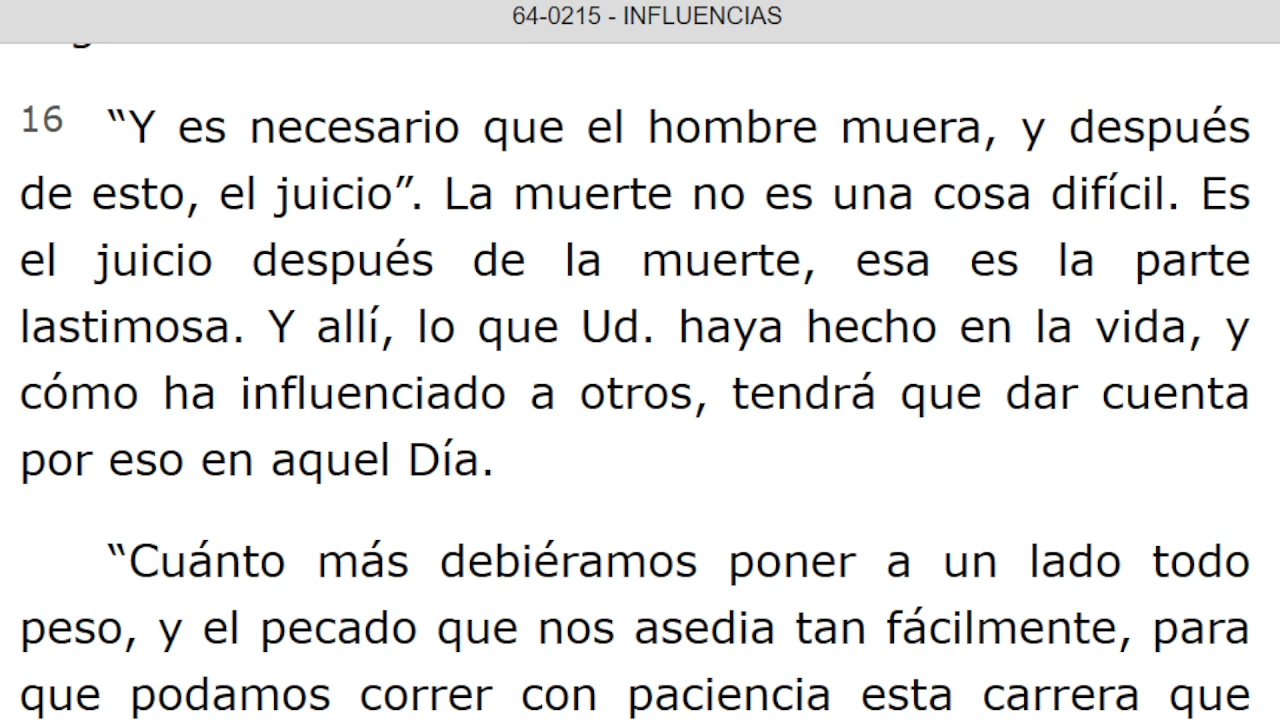 64-0215 - INFLUENCIAS
16 “Y es necesario que el hombre muera, y después
de esto, el juicio”. La muerte no es una cosa difícil. Es
el juicio después de la muerte, esa es la parte
lastimosa. Y allí, lo que Ud. haya hecho en la vida, y
cómo ha influenciado a otros, tendrá que dar cuenta
por eso en aquel Día.
“Cuánto más debiéramos poner a un lado todo
peso, y el pecado que nos asedia tan fácilmente, para
que podamos correr con paciencia esta carrera que